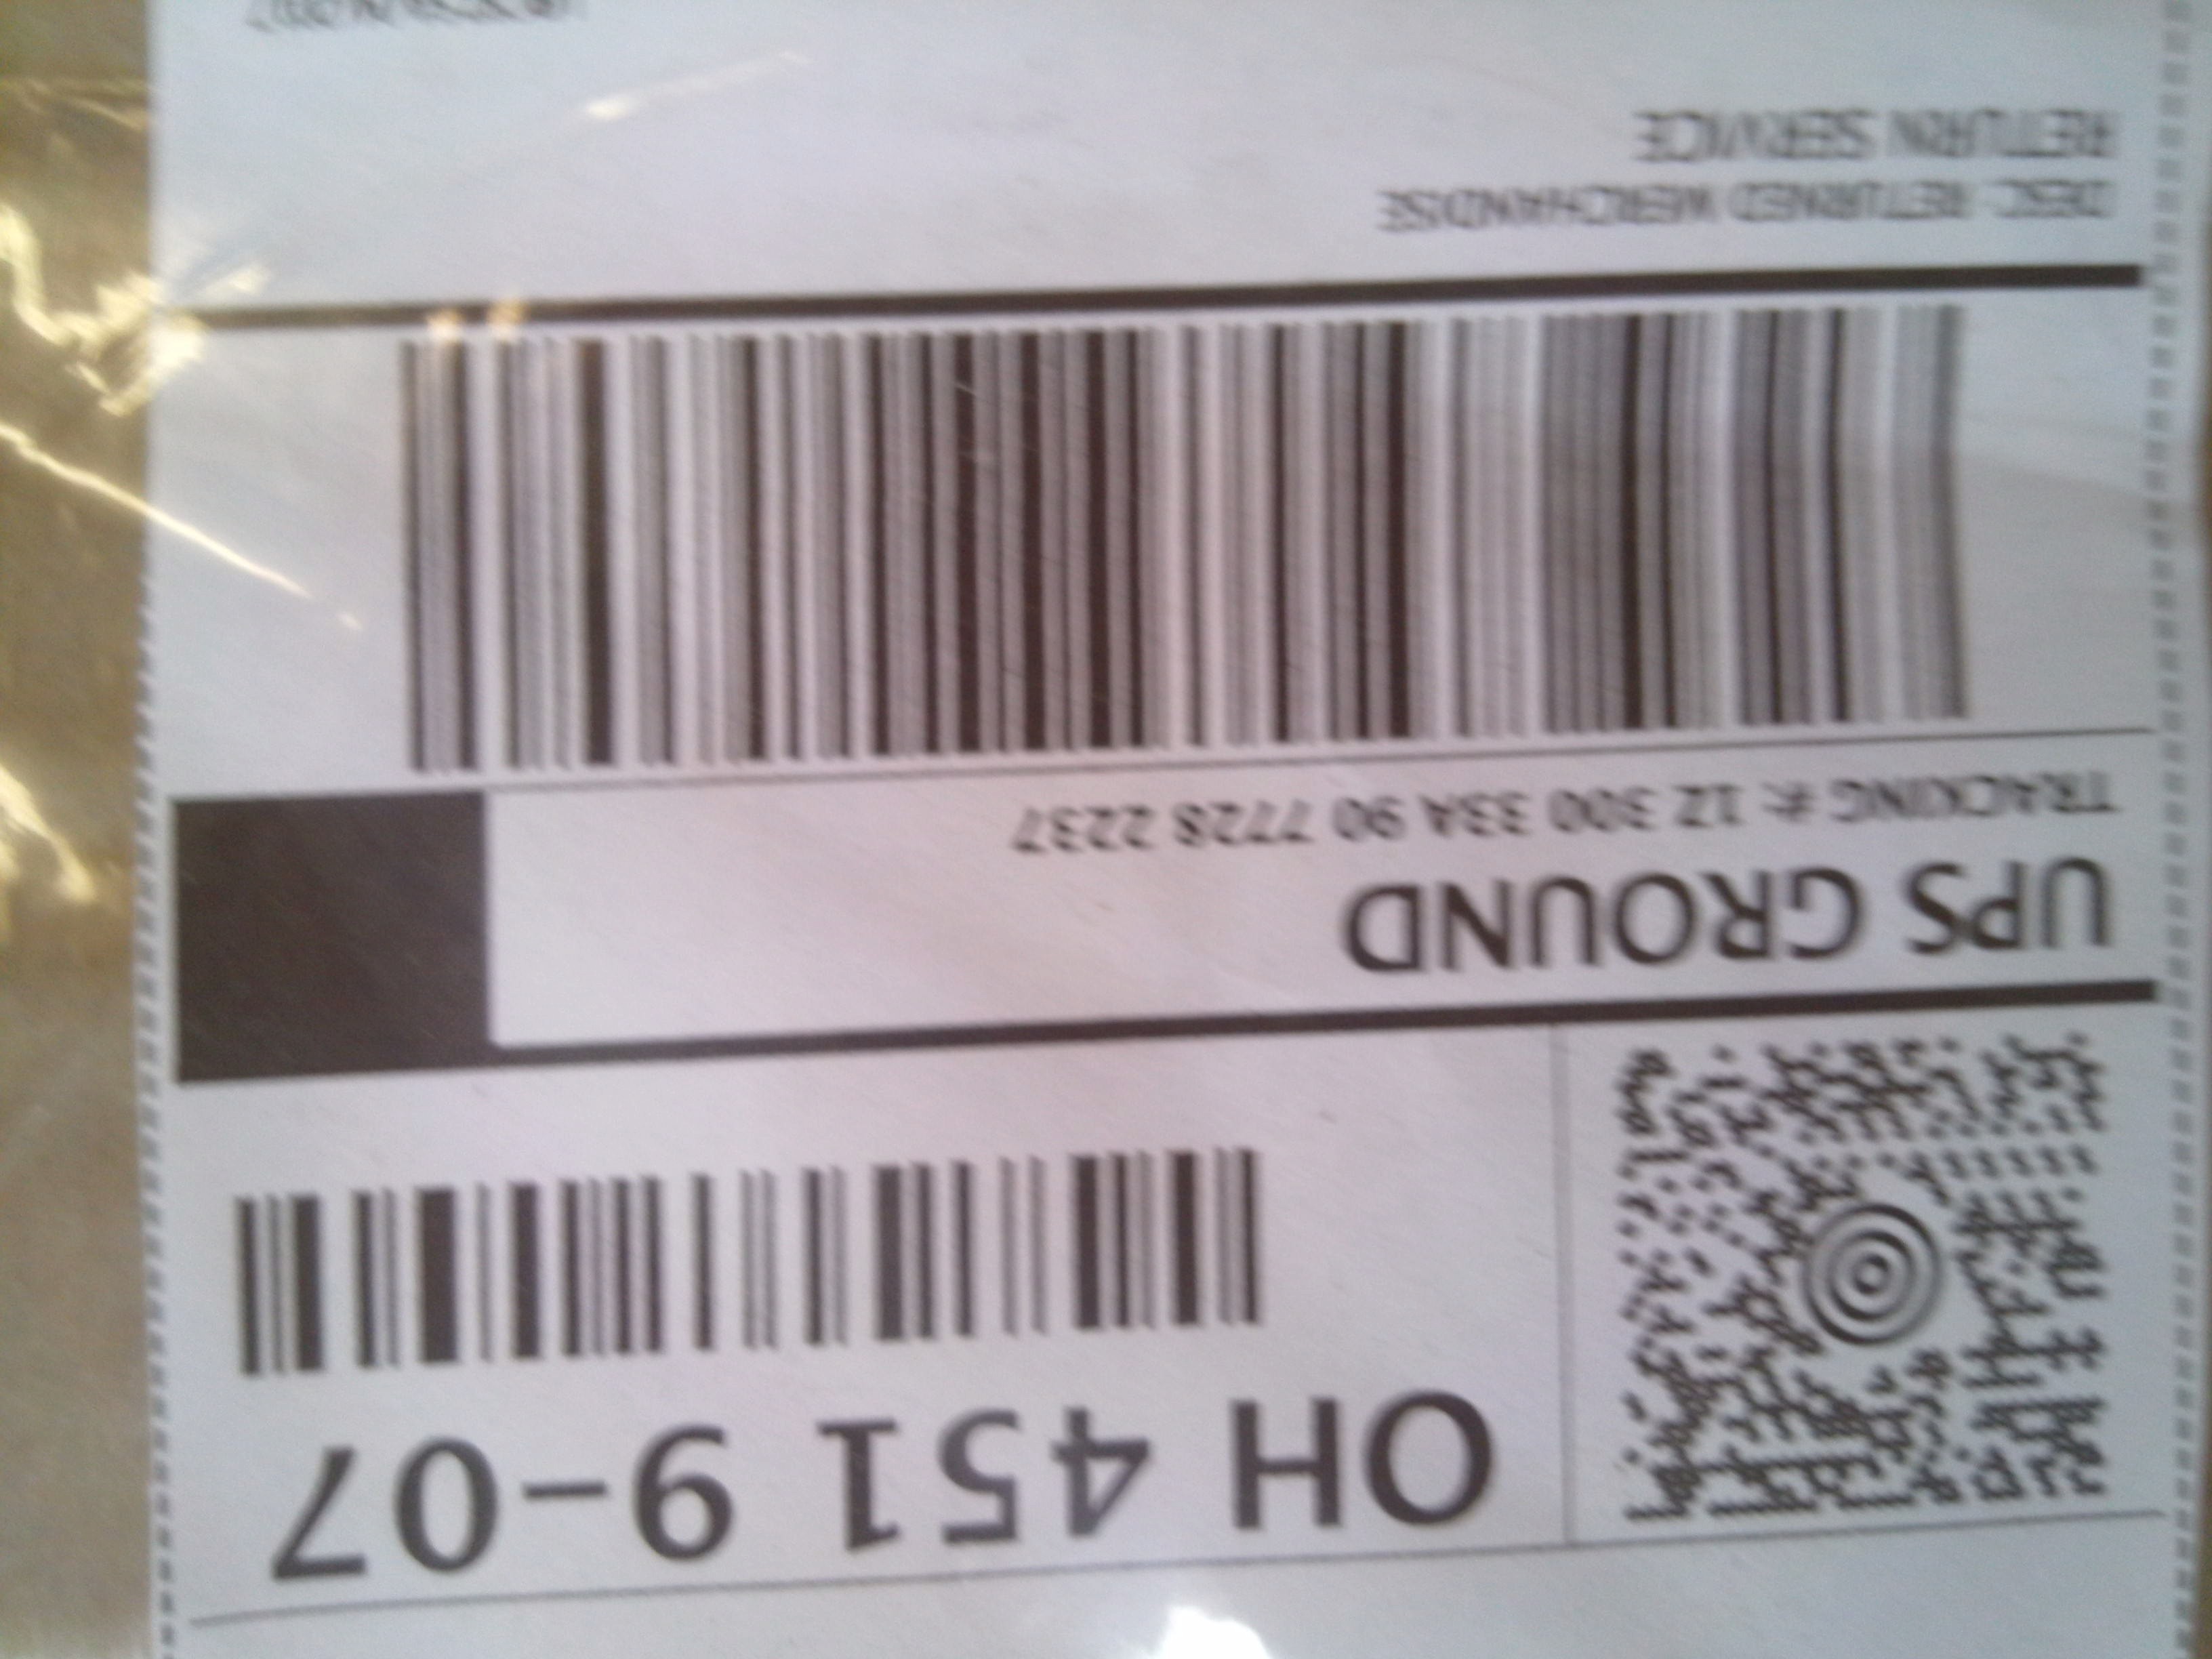 OH 451 9-07
UPS GROUND
TRACKING #: 1Z 300 33A 90 7728 2237
DESC: RETURNED MERCHANDISE
RETURN SERVICE